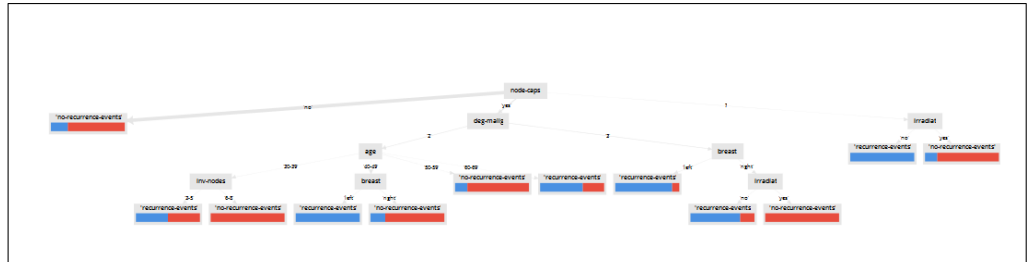 node-caps
no
yes
1
'no-recurrence-events'
deg-malig
irradiat
2
3
no
yes
age
breast
'recurrence-events'
'no-recurrence-events'
30-39
40-49
50-59
60-69
left
right
inv-nodes
breast
'no-recurrence-events'
'recurrence-events'
'recurrence-events'
irradiat
3-5
6-8
left
right
no
yes
'recurrence-events'
'no-recurrence-events'
'recurrence-events'
'no-recurrence-events'
'recurrence-events'
'no-recurrence-events'